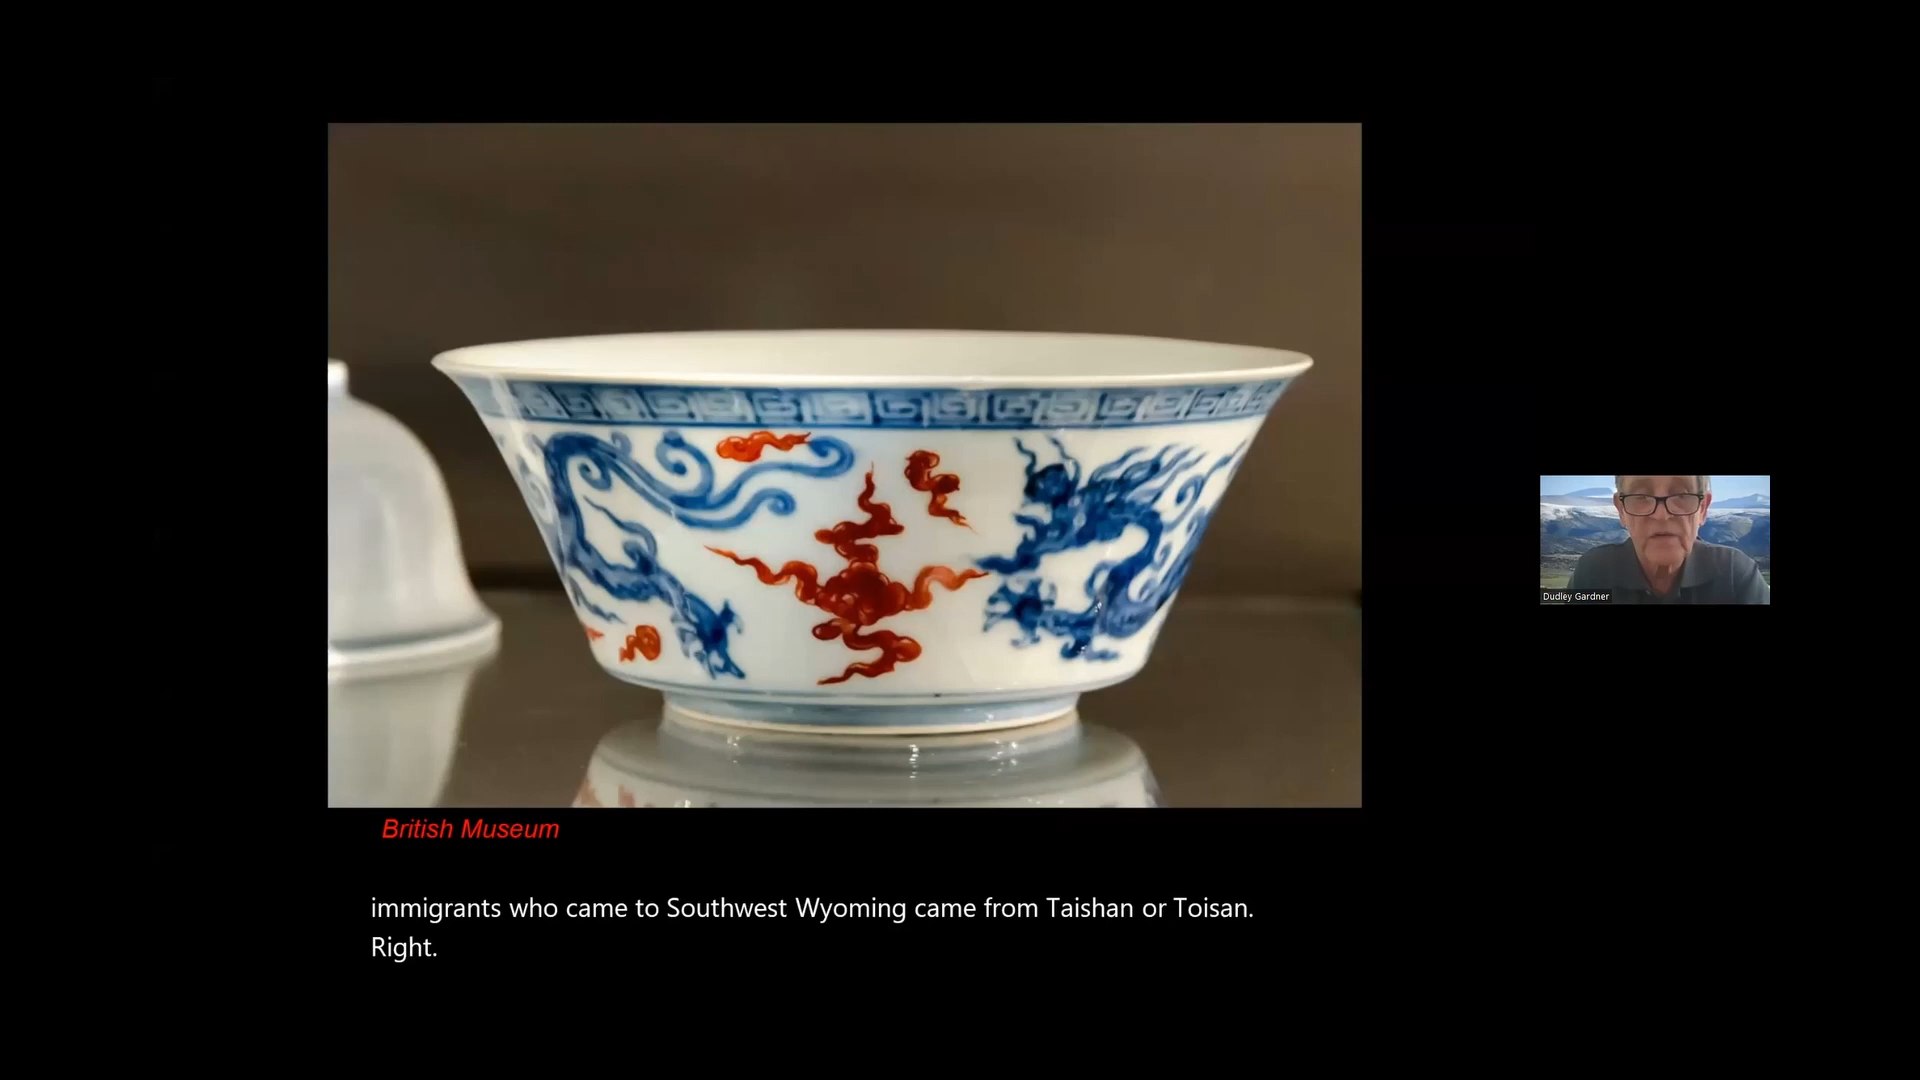 British Museum
immigrants who came to Southwest Wyoming came from Taishan or Toisan.
Right.
Dudley Gardner